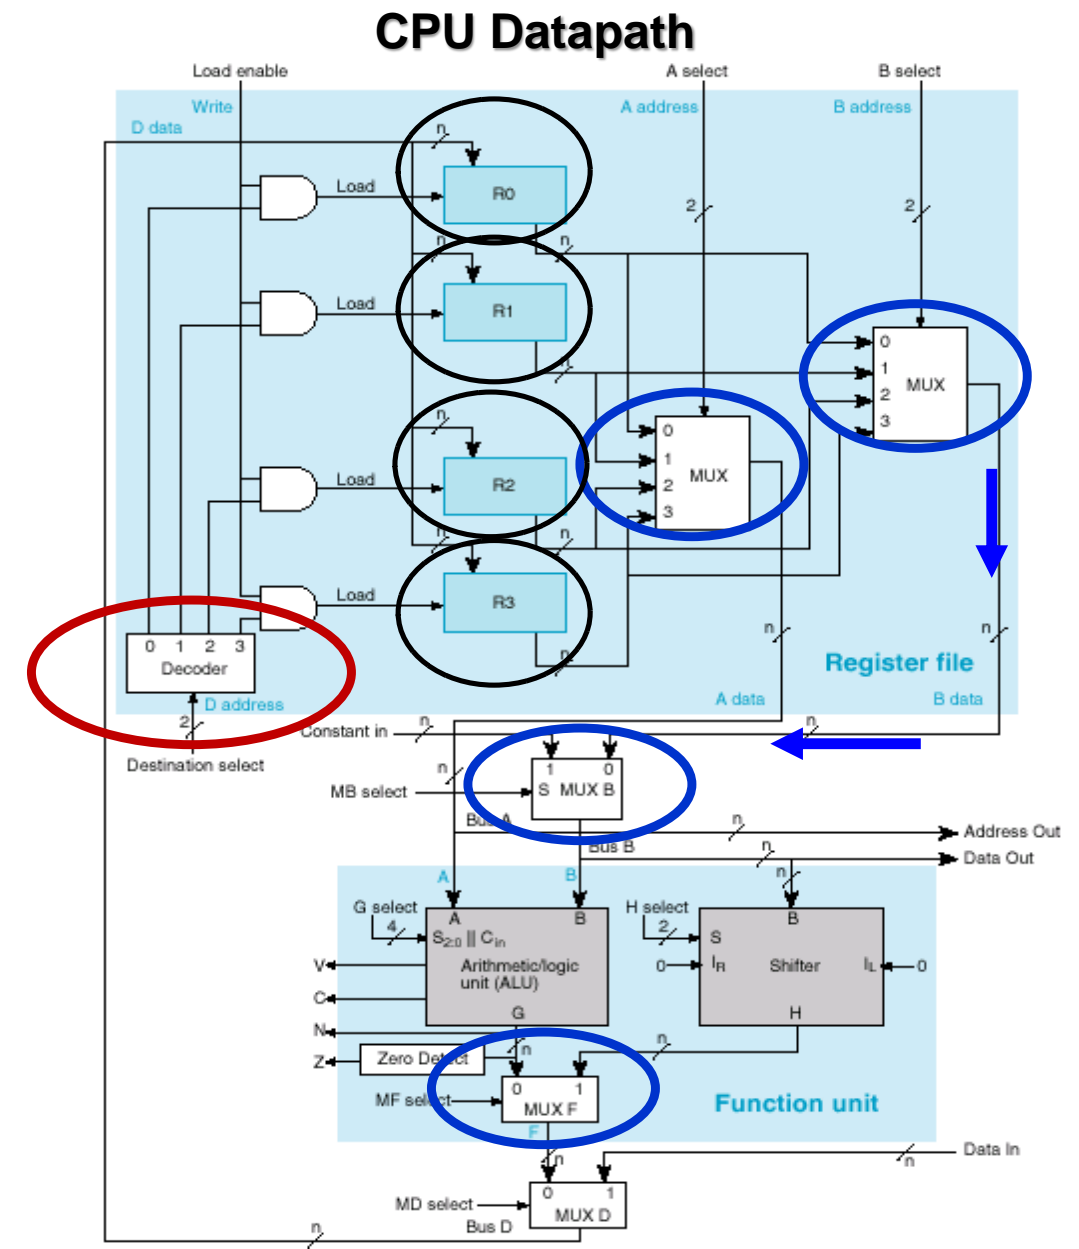 CPU Datapath
Load enable
A select
B select
Write
A address
B address
D data
n
Load
R0
2
2
n
n
Load
R1
0
1
2
3
MUX
n
n
Load
R2
0
1
2
3
MUX
n
n
Load
R3
n
n
n
0 1 2 3
Decoder
Register file
D address
A data
B data
2
Constant in
n
n
Destination select
n
1 0
S MUX B
MB select
Bus A
n
Address Out
Bus B
n
Data Out
A
B
n
G select
4
A
B
H select
2
B
S2:0 || Cin
S
V
Arithmetic/logic
unit (ALU)
0
IR
Shifter
IL
0
C
G
H
N
n
n
Z
Zero Detect
0 1
MF select
MUX F
Function unit
F
n
Data In
n
0 1
MD select
MUX D
Bus D
n